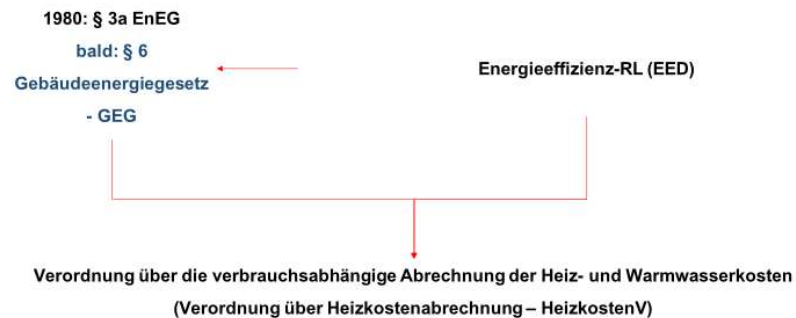 1980: § 3a EnEG
bald: § 6
Gebäudeenergiegesetz
- GEG
Energieeffizienz-RL (EED)
Verordnung über die verbrauchsabhängige Abrechnung der Heiz- und Warmwasserkosten
(Verordnung über Heizkostenabrechnung – HeizkostenV)